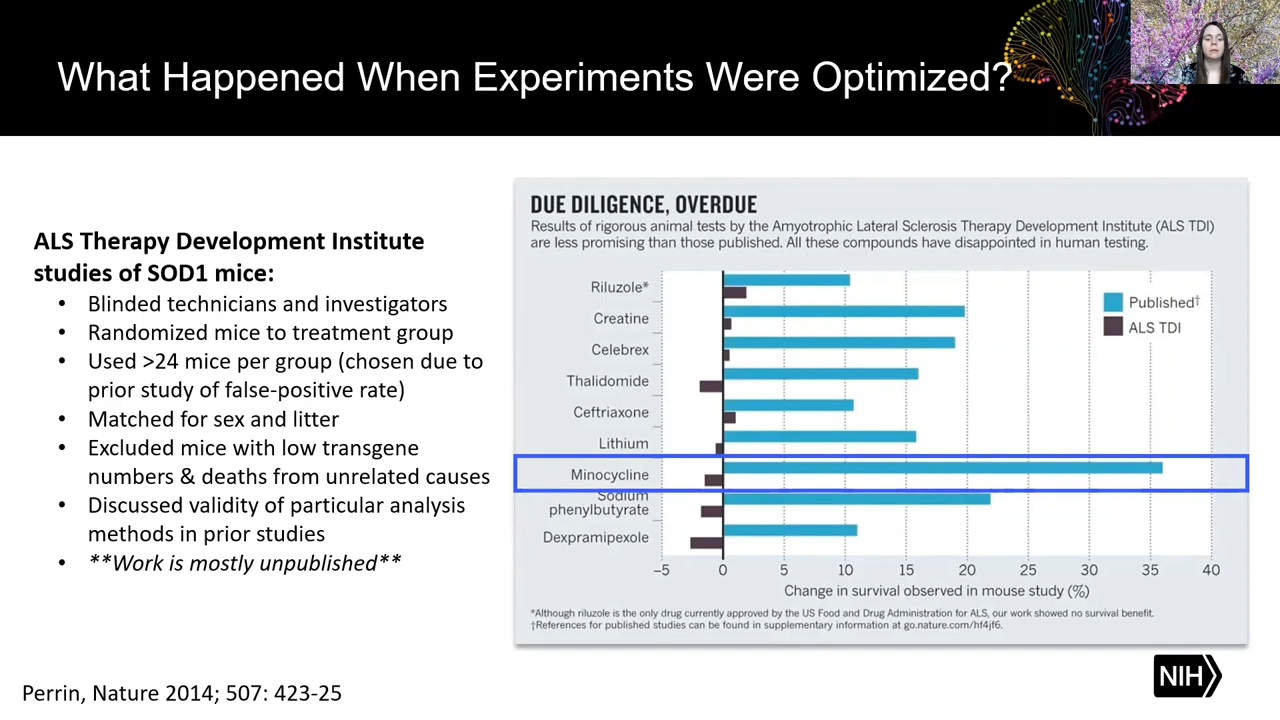 What Happened When Experiments Were Optimized?
ALS Therapy Development Institute
studies of SOD1 mice:
• Blinded technicians and investigators
• Randomized mice to treatment group
• Used >24 mice per group (chosen due to
prior study of false-positive rate)
• Matched for sex and litter
• Excluded mice with low transgene
numbers & deaths from unrelated causes
• Discussed validity of particular analysis
methods in prior studies
• **Work is mostly unpublished**
DUE DILIGENCE, OVERDUE
Results of rigorous animal tests by the Amyotrophic Lateral Sclerosis Therapy Development Institute (ALS TDI)
are less promising than those published. All these compounds have disappointed in human testing.
Riluzole*
Creatine
Celebrex
Thalidomide
Ceftriaxone
Lithium
Minocycline
Sodium
phenylbutyrate
Dexpramipexole
Published†
ALS TDI
–5 0 5 10 15 20 25 30 35 40
Change in survival observed in mouse study (%)
*Although riluzole is the only drug currently approved by the US Food and Drug Administration for ALS, our work showed no survival benefit.
†References for published studies can be found in supplementary information at go.nature.com/hf4jf6.
Perrin, Nature 2014; 507: 423-25
NIH